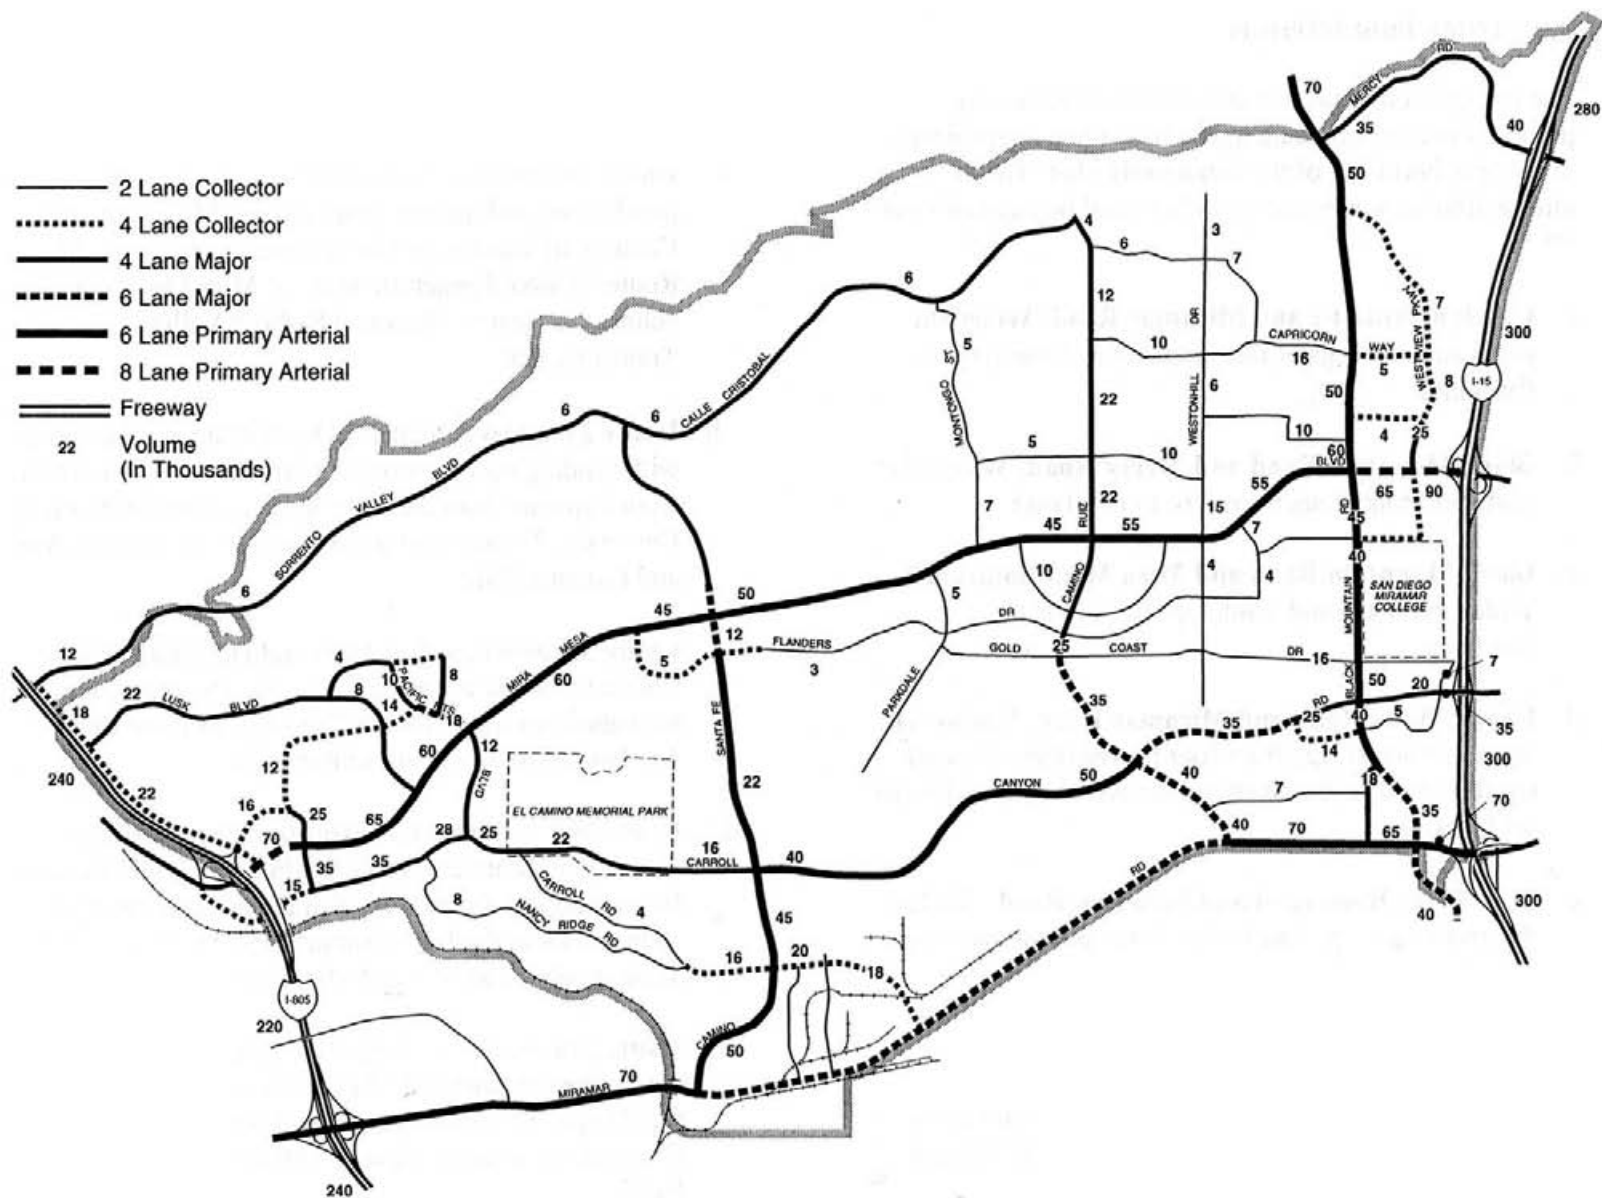 2 Lane Collector
4 Lane Collector
4 Lane Major
6 Lane Major
6 Lane Primary Arterial
8 Lane Primary Arterial
Freeway
22 Volume
(In Thousands)
70
MERCY RD
35
40
280
50
4
6
3
7
12
10
DR
CAPRICORN WAY
10
5
WESTVIEW PKWY
7
8
300
I-15
6
6
6
CALLE CRISTOBAL
5
MONTONGO ST
22
WESTONHILL
6
50
5
10
10
4
25
60
BLVD
65
90
7
22
15
55
7
RD
45
40
SORRENTO VALLEY BLVD
6
45
50
45
55
CAMINO RUIZ
10
4
4
SAN DIEGO
MIRAMAR
COLLEGE
MOUNTAIN
BLACK
12
12
5
FLANDERS DR
3
5
PARKDALE
GOLD COAST DR
25
16
50
20
7
22
LUSK BLVD
4
8
10
PACIFIC HTS
8
14
18
MIRA MESA
60
60
SANTA FE
35
35
RD
25
40
5
14
35
300
18
240
22
12
16
25
70
65
12
BLVD
28
25
22
EL CAMINO MEMORIAL PARK
22
16
CARROLL
40
CANYON
50
40
7
18
35
70
40
70
65
35
35
15
8
CARROLL RD
NANCY RIDGE RD
4
16
20
18
45
RD
40
300
I-805
220
CAMINO
50
MIRAMAR
70
240